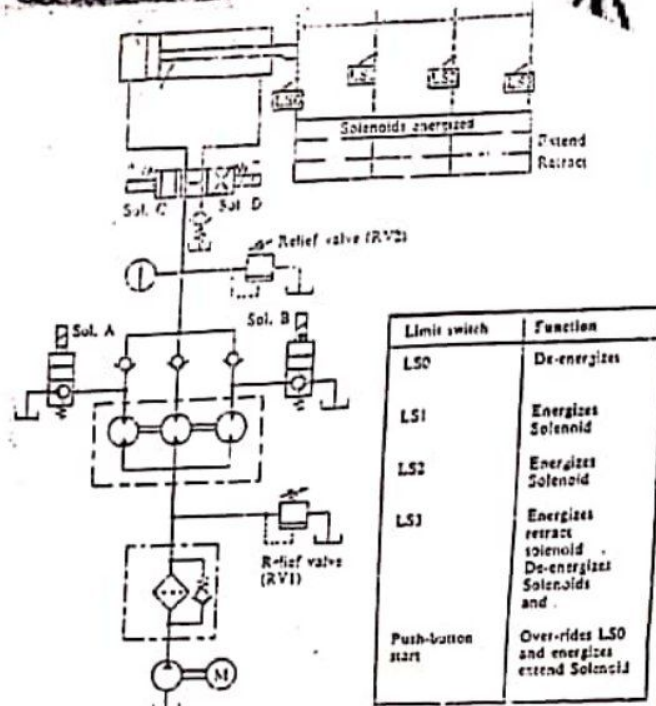 LS0
LS1
LS2
LS3
Solenoids energized
Extend
Retract
Sol. C
Sol. D
Relief valve (RV2)
Sol. A
Sol. B
Relief valve
(RV1)
M
Limit switch
Function
LS0
De-energizes
LS1
Energizes
Solenoid
LS2
Energizes
Solenoid
LS3
Energizes
retract
solenoid .
De-energizes
Solenoids
and .
Push-button
start
Over-rides LS0
and energizes
extend Solenoid